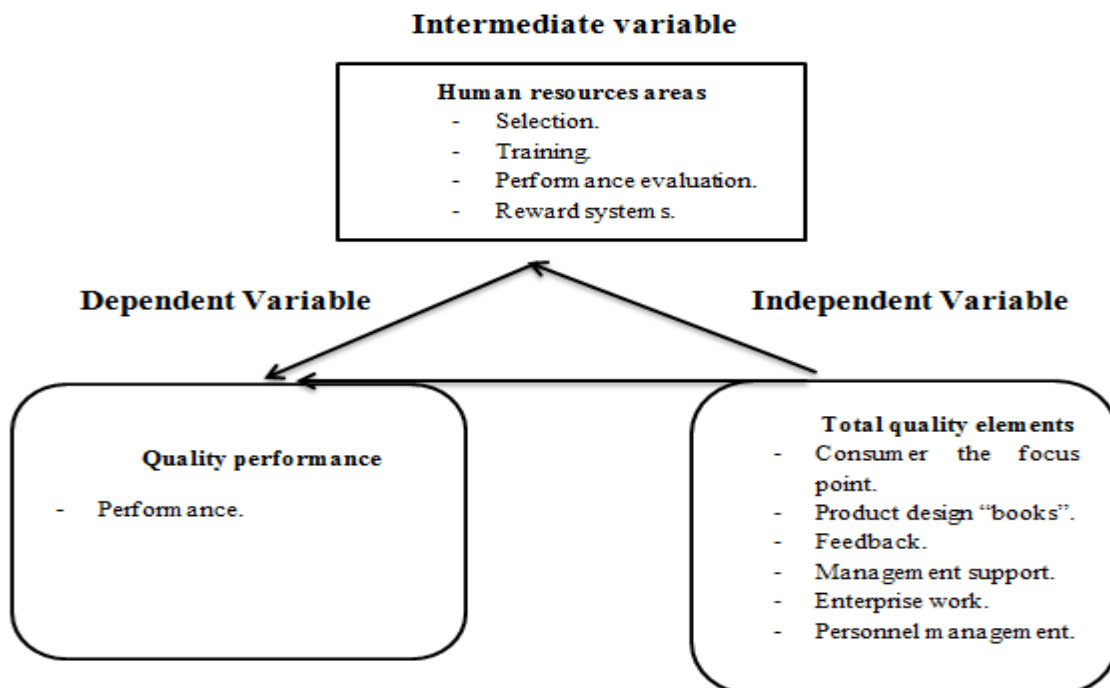 Intermediate variable
Human resources areas
- Selection.
- Training.
- Performance evaluation.
- Reward systems.
Dependent Variable
Independent Variable
Quality performance
- Performance.
Total quality elements
- Consumer the focus
point.
- Product design “books”.
- Feedback.
- Management support.
- Enterprise work.
- Personnel management.